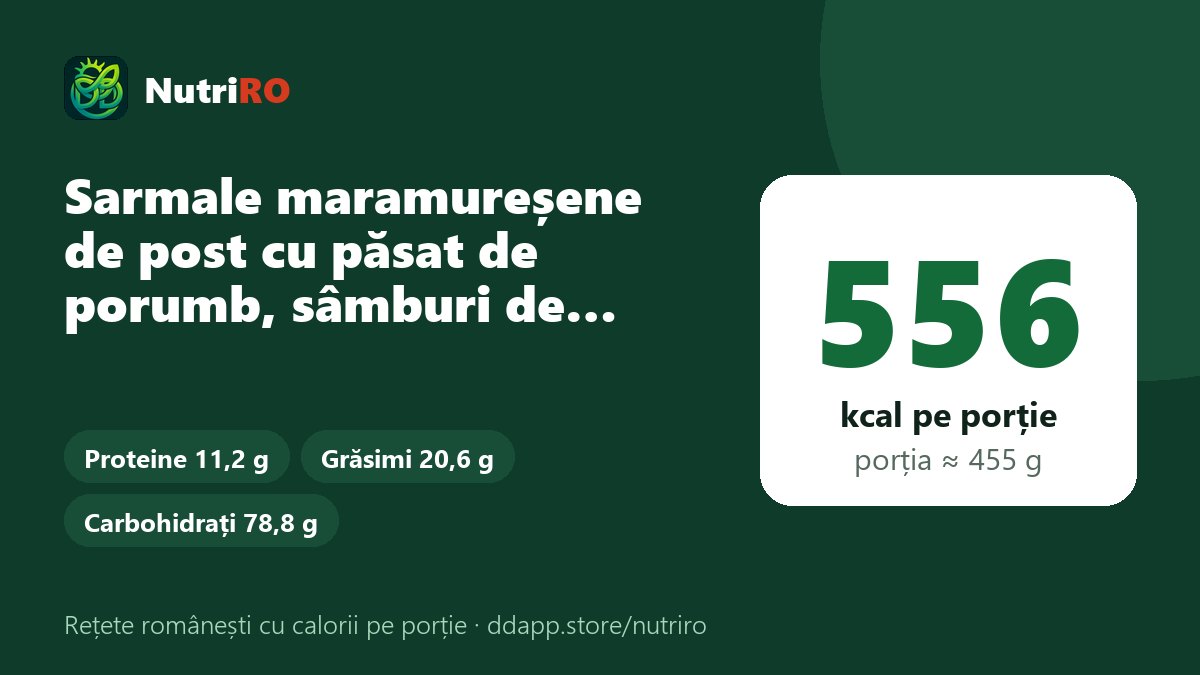 NutriRO
Sarmale maramureșene
de post cu păsat de
porumb, sâmburi de...
556
kcal pe porție
porția ≈ 455 g
Proteine 11,2 g
Grăsimi 20,6 g
Carbohidrați 78,8 g
Rețete românești cu calorii pe porție · ddapp.store/nutriro